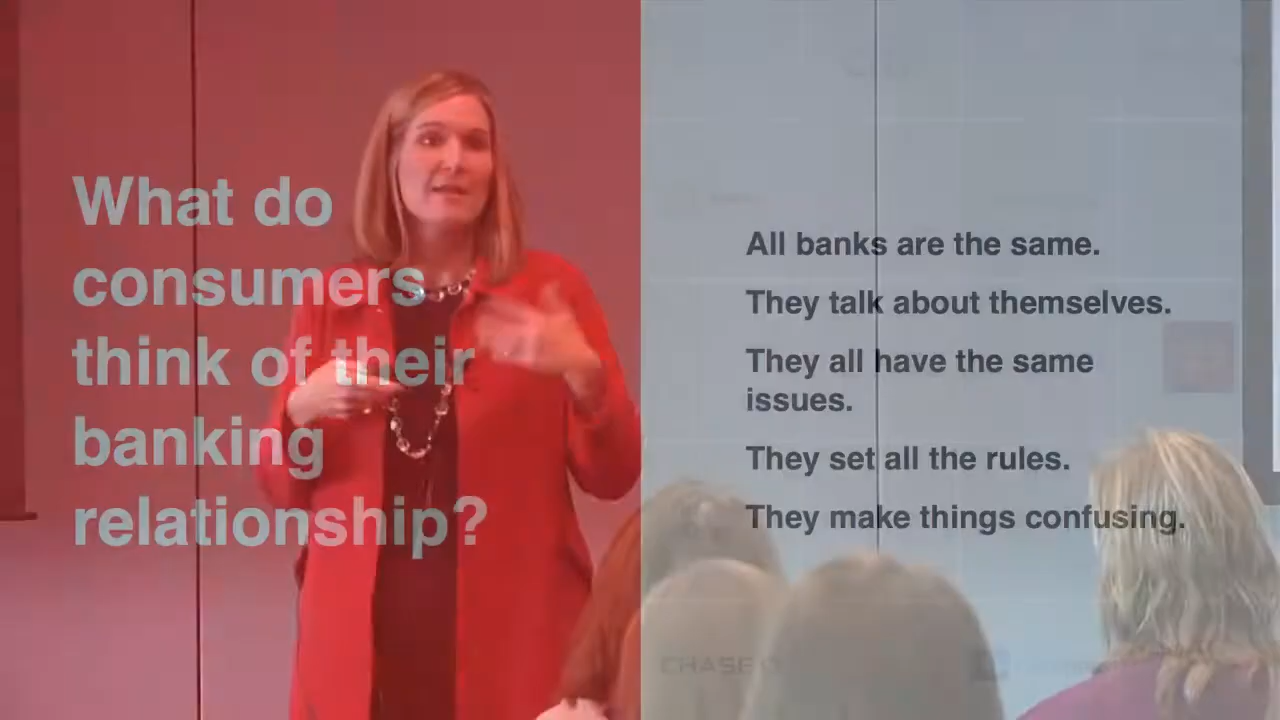 What do
consumers
think of their
banking
relationship?
All banks are the same.
They talk about themselves.
They all have the same
issues.
They set all the rules.
They make things confusing.
CHASE